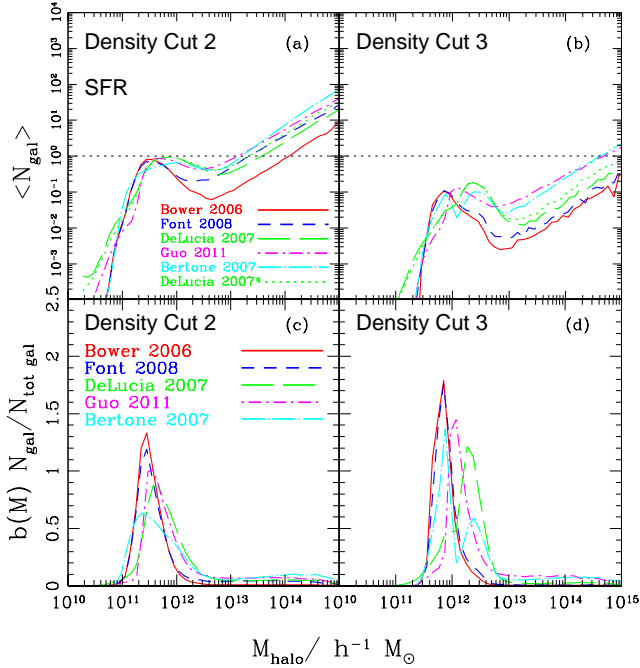 Density Cut 2 (a)
Density Cut 3 (b)
SFR
10⁴
10³
10²
10¹
10⁰
10⁻¹
10⁻²
10⁻³
<N_gal>
Bower 2006
Font 2008
DeLucia 2007
Guo 2011
Bertone 2007
DeLucia 2007*
Density Cut 2 (c)
Density Cut 3 (d)
Bower 2006
Font 2008
DeLucia 2007
Guo 2011
Bertone 2007
2.5
2
1.5
1
0.5
0
b(M) N_gal/N_tot gal
10¹⁰ 10¹¹ 10¹² 10¹³ 10¹⁴ 10¹⁰ 10¹¹ 10¹² 10¹³ 10¹⁴ 10¹⁵
M_halo/ h⁻¹ M_⊙